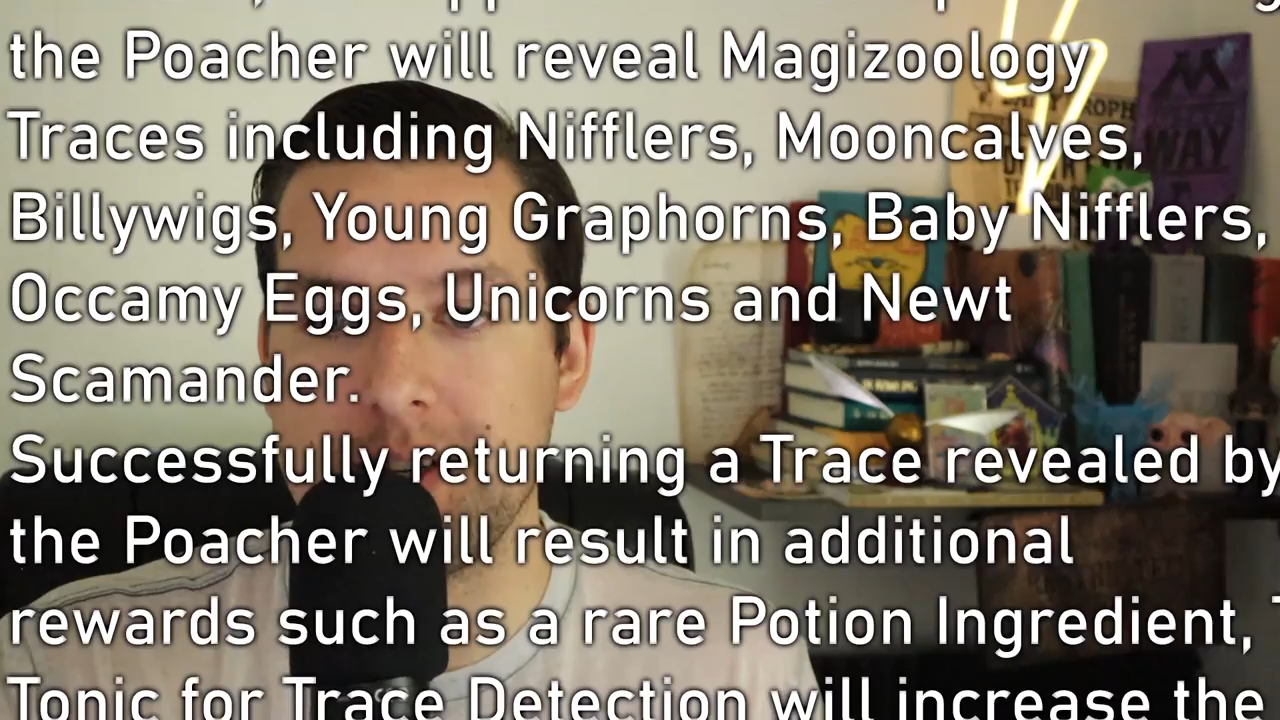 the Poacher will reveal Magizoology
Traces including Nifflers, Mooncalves,
Billywigs, Young Graphorns, Baby Nifflers,
Occamy Eggs, Unicorns and Newt
Scamander.
Successfully returning a Trace revealed by
the Poacher will result in additional
rewards such as a rare Potion Ingredient,
Tonic for Trace Detection will increase the
WAY